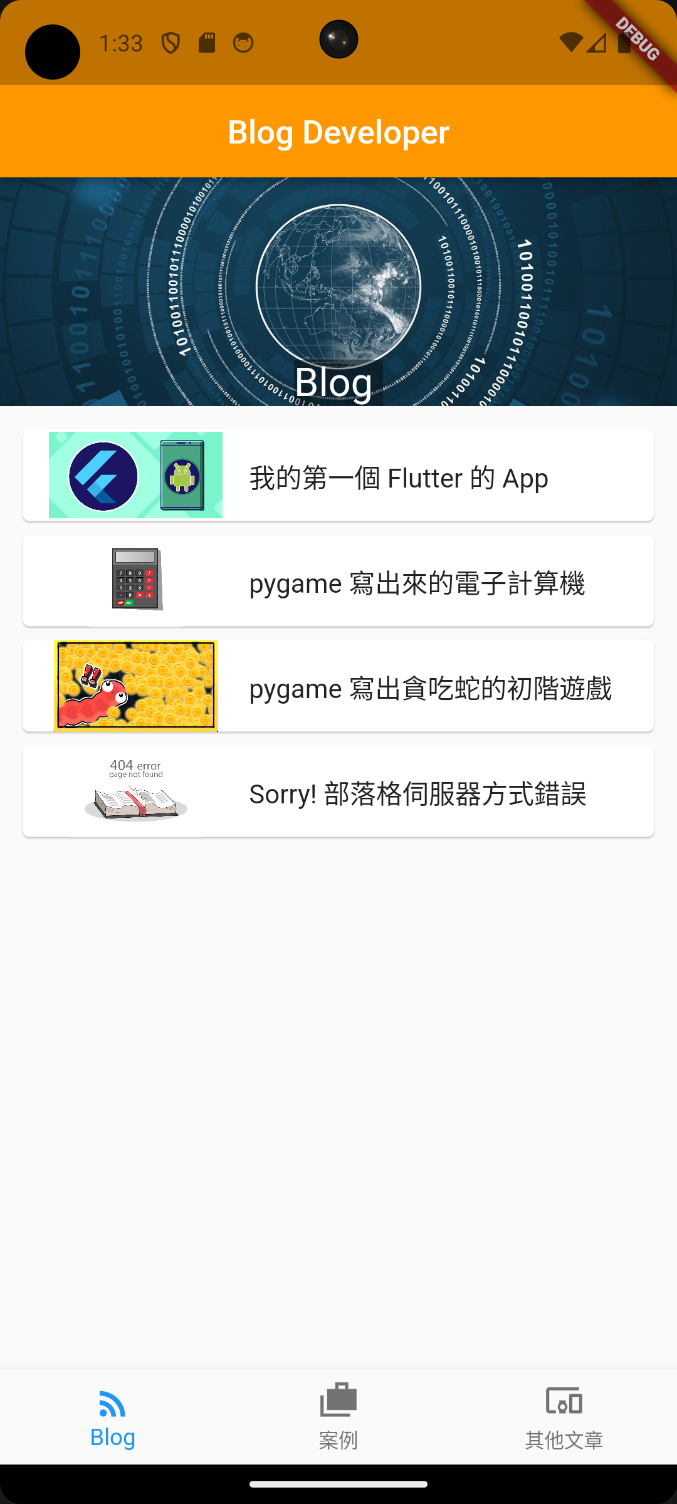 1:33
DEBUG
Blog Developer
Blog
我的第一個 Flutter 的 App
pygame 寫出來的電子計算機
pygame 寫出貪吃蛇的初階遊戲
404 error
page not found
Sorry! 部落格伺服器方式錯誤
Blog
案例
其他文章